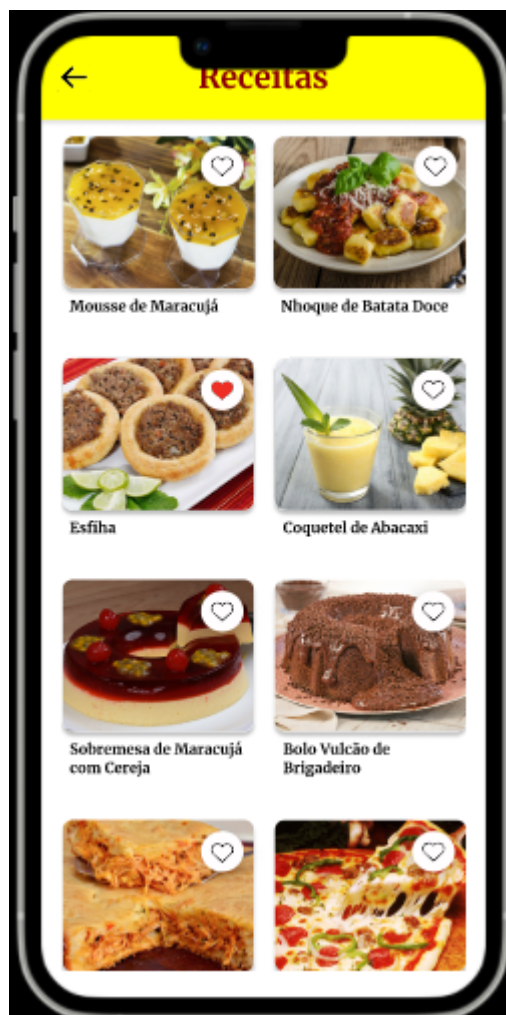 Receitas
Mousse de Maracujá
Nhoque de Batata Doce
Esfiha
Coquetel de Abacaxi
Sobremesa de Maracujá
com Cereja
Bolo Vulcão de
Brigadeiro